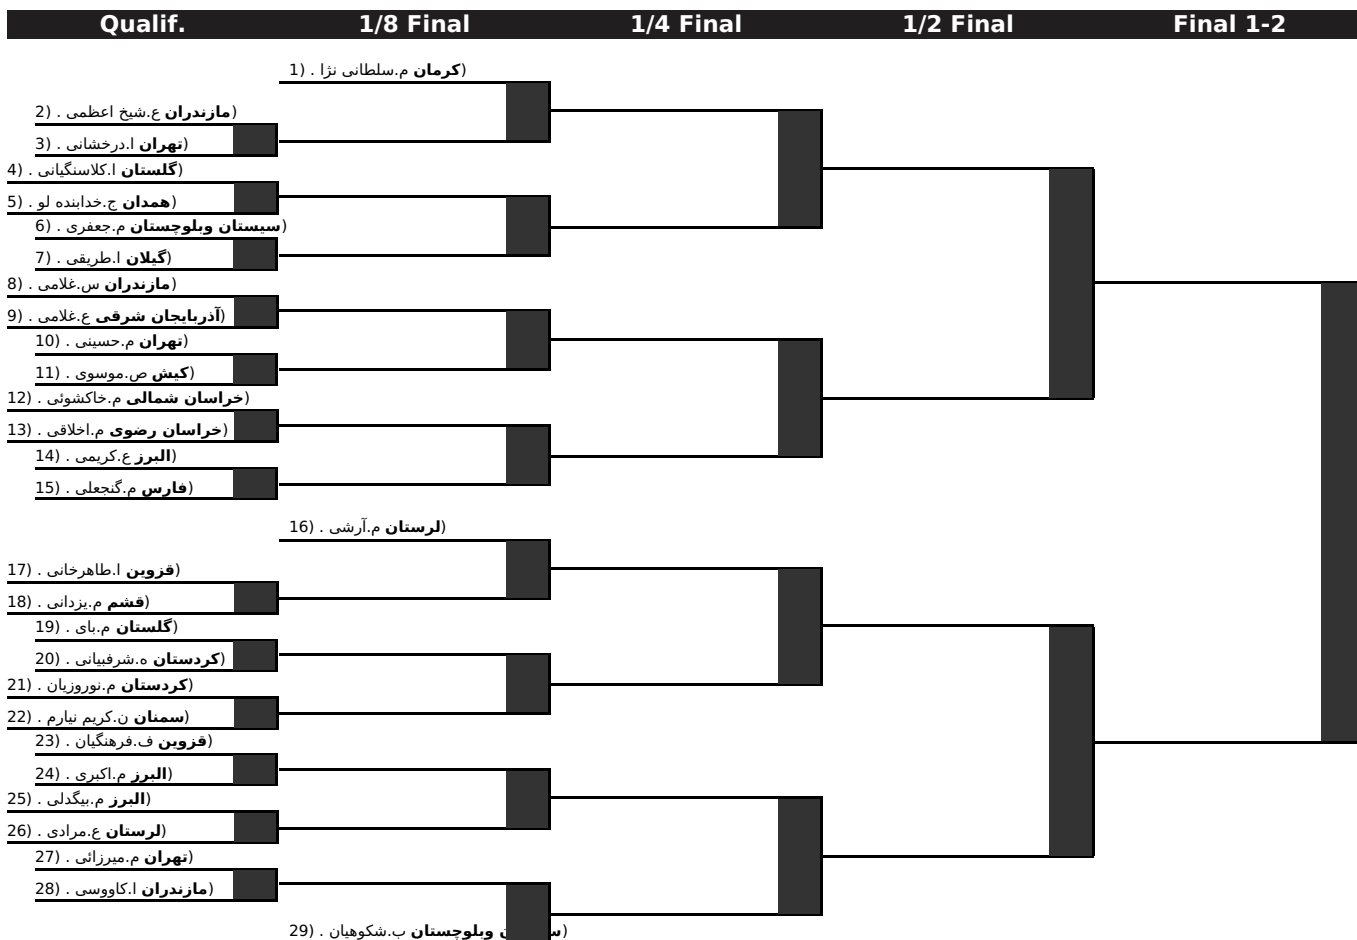 Qualif.
1/8 Final
1/4 Final
1/2 Final
Final 1-2
1) . م.سلطانی نژا کرمان)
2) . ع.شیخ اعظمی مازندران)
3) . ا.درخشانی تهران)
4) . ا.کلاسنگیانی گلستان)
5) . ج.خدابنده لو همدان)
6) . م.جعفری سیستان وبلوچستان)
7) . ا.طریقی گیلان)
8) . س.غلامی مازندران)
9) . ع.غلامی آذربایجان شرقی)
10) . م.حسینی تهران)
11) . ص.موسوی کیش)
12) . م.خاکشوئی خراسان شمالی)
13) . م.اخلاقی خراسان رضوی)
14) . ع.کریمی البرز)
15) . م.گنجعلی فارس)
16) . م.آرشی لرستان)
17) . ا.طاهرخانی قزوین)
18) . م.یزدانی قشم)
19) . م.بای گلستان)
20) . ه.شرفبیانی کردستان)
21) . م.نوروزیان کردستان)
22) . ن.کریم نیارم سمنان)
23) . ف.فرهنگیان قزوین)
24) . م.اکبری البرز)
25) . م.بیگدلی البرز)
26) . ع.مرادی لرستان)
27) . م.میرزائی تهران)
28) . ا.کاووسی مازندران)
29) . ب.شکوهیان وبلوچستان)